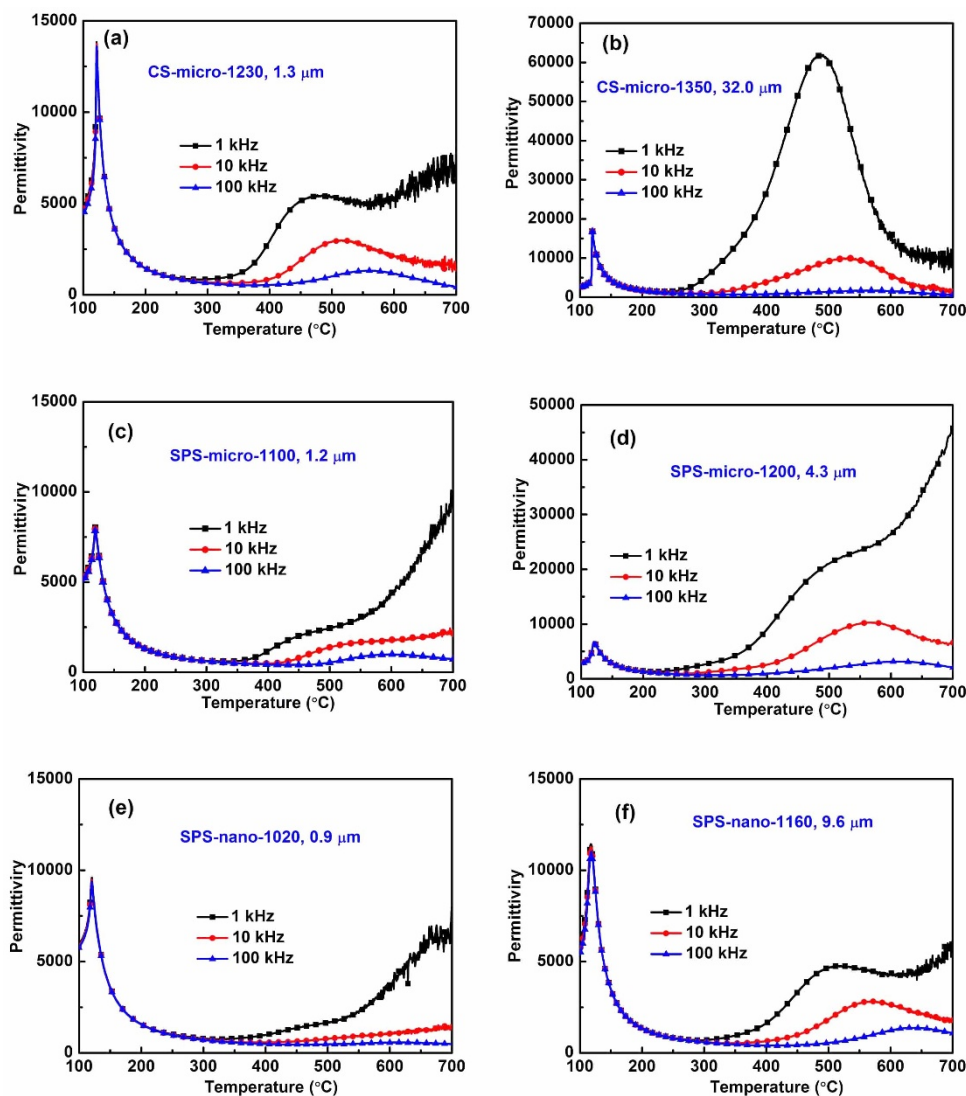 (a)
CS-micro-1230, 1.3 μm
1 kHz
10 kHz
100 kHz
15000
10000
5000
0
Permittivity
100 200 300 400 500 600 700
Temperature (°C)
(b)
CS-micro-1350, 32.0 μm
1 kHz
10 kHz
100 kHz
70000
60000
50000
40000
30000
20000
10000
0
Permittivity
100 200 300 400 500 600 700
Temperature (°C)
(c)
SPS-micro-1100, 1.2 μm
1 kHz
10 kHz
100 kHz
15000
10000
5000
0
Permittiviry
100 200 300 400 500 600 700
Temperature (°C)
(d)
SPS-micro-1200, 4.3 μm
1 kHz
10 kHz
100 kHz
50000
40000
30000
20000
10000
0
Permittiviry
100 200 300 400 500 600 700
Temperature (°C)
(e)
SPS-nano-1020, 0.9 μm
1 kHz
10 kHz
100 kHz
15000
10000
5000
0
Permittiviry
100 200 300 400 500 600 700
Temperature (°C)
(f)
SPS-nano-1160, 9.6 μm
1 kHz
10 kHz
100 kHz
15000
10000
5000
0
Permittiviry
100 200 300 400 500 600 700
Temperature (°C)